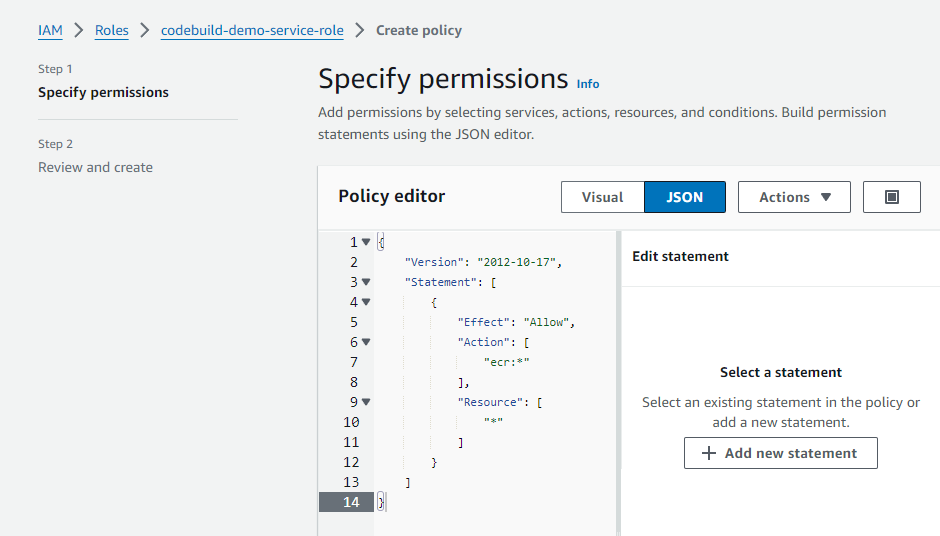 IAM > Roles > codebuild-demo-service-role > Create policy
Step 1
Specify permissions
Step 2
Review and create
Specify permissions Info
Add permissions by selecting services, actions, resources, and conditions. Build permission
statements using the JSON editor.
Policy editor
Visual JSON Actions
1 {
2 "Version": "2012-10-17",
3 "Statement": [
4 {
5 "Effect": "Allow",
6 "Action": [
7 "ecr:*"
8 ],
9 "Resource": [
10 "*"
11 ]
12 }
13 ]
14 }
Edit statement
Select a statement
Select an existing statement in the policy or
add a new statement.
+ Add new statement